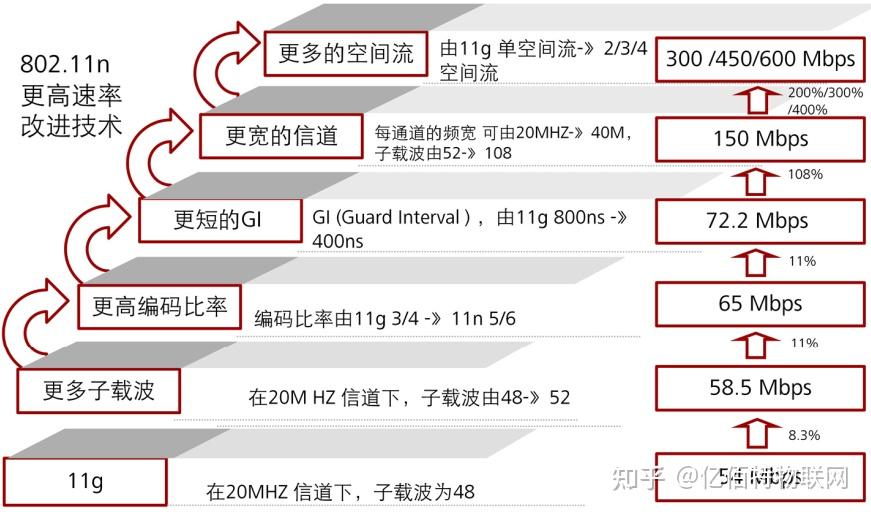 802.11n
更高速率
改进技术
更多的空间流
由11g 单空间流-》 2/3/4
空间流
300 /450/600 Mbps
200%/300%
/400%
更宽的信道
每通道的频宽 可由20MHZ-》 40M，
子载波由52-》 108
150 Mbps
108%
更短的GI
GI (Guard Interval ) ，由11g 800ns -》
400ns
72.2 Mbps
11%
更高编码比率
编码比率由11g 3/4 -》 11n 5/6
65 Mbps
11%
更多子载波
在20M HZ 信道下，子载波由48-》 52
58.5 Mbps
8.3%
11g
在20MHZ 信道下，子载波为48
54 Mbps
知乎 @亿佰特物联网